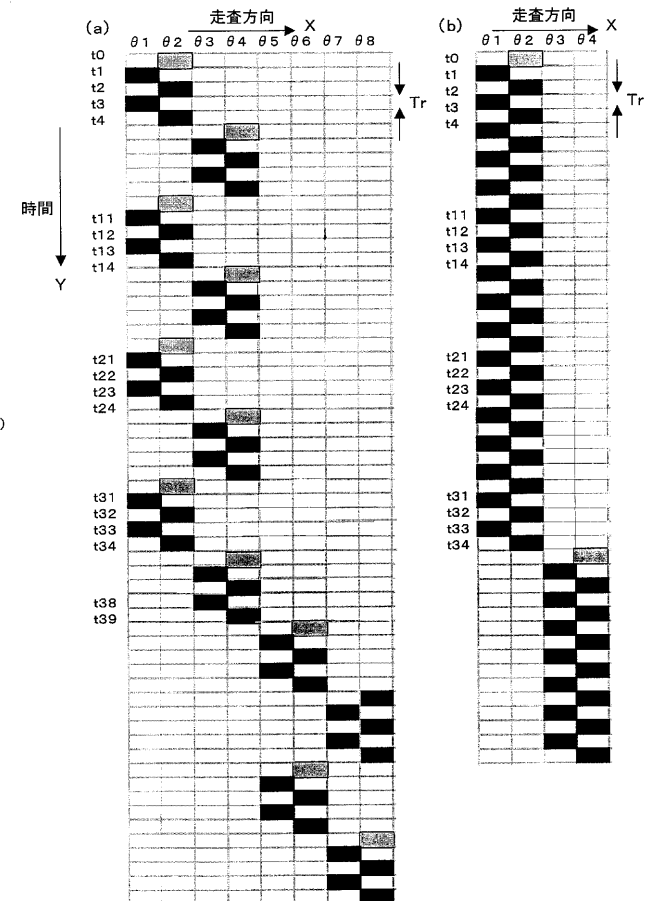 (a)
走査方向
X
θ1 θ2 θ3 θ4 θ5 θ6 θ7 θ8
t0
t1
t2
t3
t4
Tr
時間
Y
t11
t12
t13
t14
t21
t22
t23
t24
t31
t32
t33
t34
t38
t39
)
(b)
走査方向
X
θ1 θ2 θ3 θ4
t0
t1
t2
t3
t4
Tr
t11
t12
t13
t14
t21
t22
t23
t24
t31
t32
t33
t34